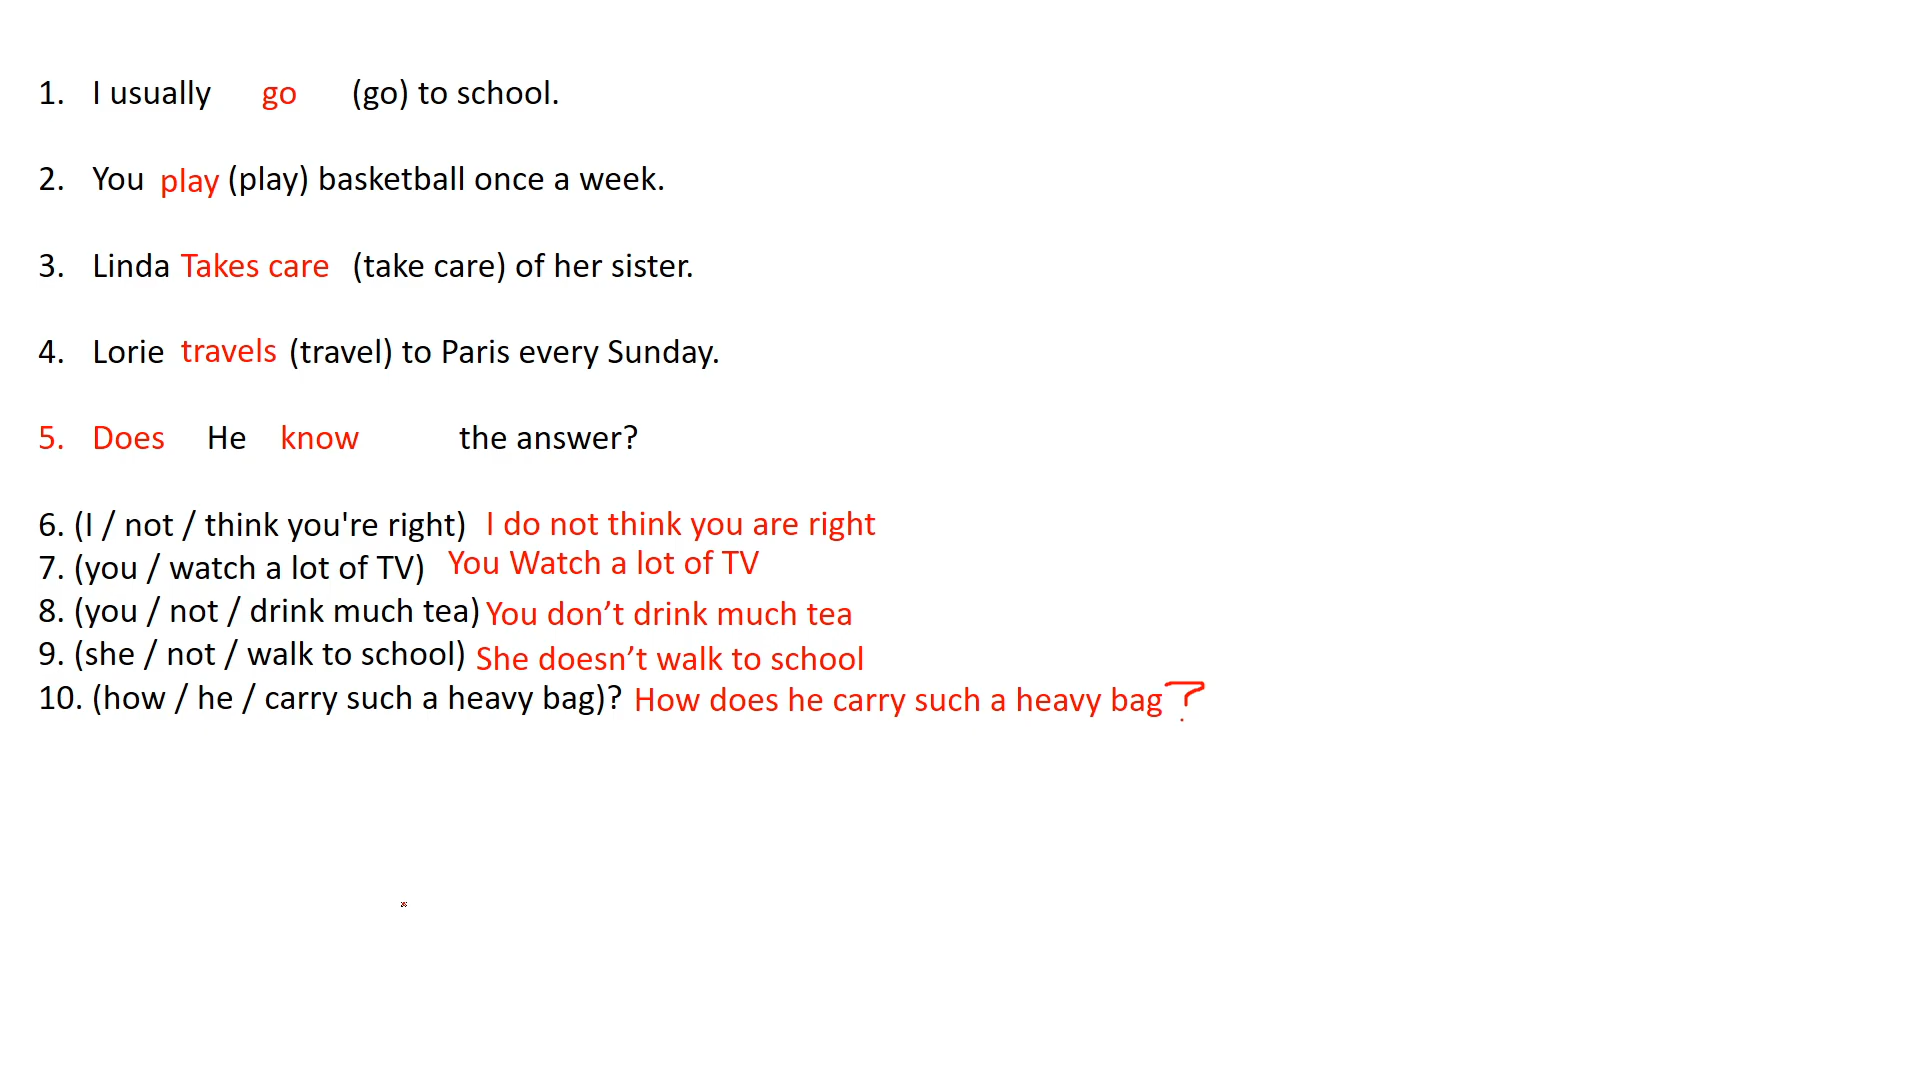 1. I usually go (go) to school.
2. You play (play) basketball once a week.
3. Linda Takes care (take care) of her sister.
4. Lorie travels (travel) to Paris every Sunday.
5. Does He know the answer?
6. (I / not / think you're right) I do not think you are right
7. (you / watch a lot of TV) You Watch a lot of TV
8. (you / not / drink much tea) You don’t drink much tea
9. (she / not / walk to school) She doesn’t walk to school
10. (how / he / carry such a heavy bag)? How does he carry such a heavy bag?